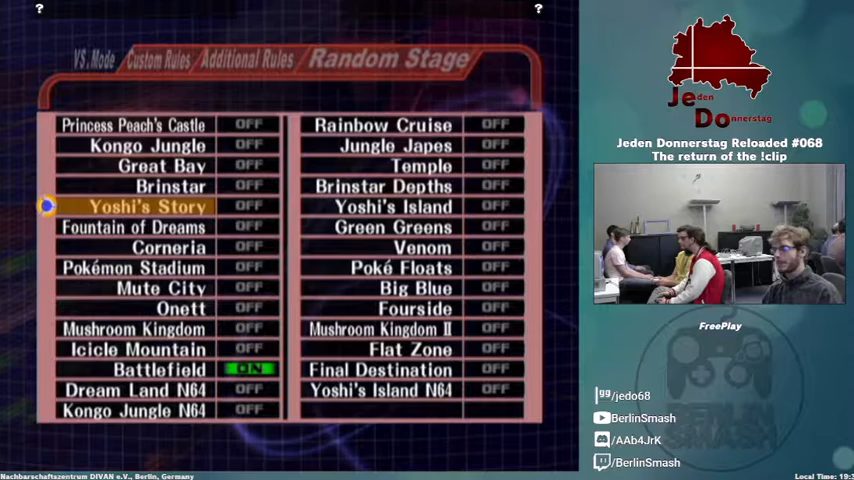 ? ?
VS. Mode Custom Rules Additional Rules Random Stage
Princess Peach's Castle OFF Rainbow Cruise OFF
Kongo Jungle OFF Jungle Japes OFF
Great Bay OFF Temple OFF
Brinstar OFF Brinstar Depths OFF
Yoshi's Story OFF Yoshi's Island OFF
Fountain of Dreams OFF Green Greens OFF
Corneria OFF Venom OFF
Pokémon Stadium OFF Poké Floats OFF
Mute City OFF Big Blue OFF
Onett OFF Fourside OFF
Mushroom Kingdom OFF Mushroom Kingdom II OFF
Icicle Mountain OFF Flat Zone OFF
Battlefield ON Final Destination OFF
Dream Land N64 OFF Yoshi's Island N64 OFF
Kongo Jungle N64 OFF
Jeden
Donnerstag
Jeden Donnerstag Reloaded #068
The return of the !clip
FreePlay
gg/jedo68
BerlinSmash
/AAb4JrK
/BerlinSmash
BERLIN
SMASH
Nachbarschaftszentrum DIVAN e.V., Berlin, Germany
Local Time: 19:3